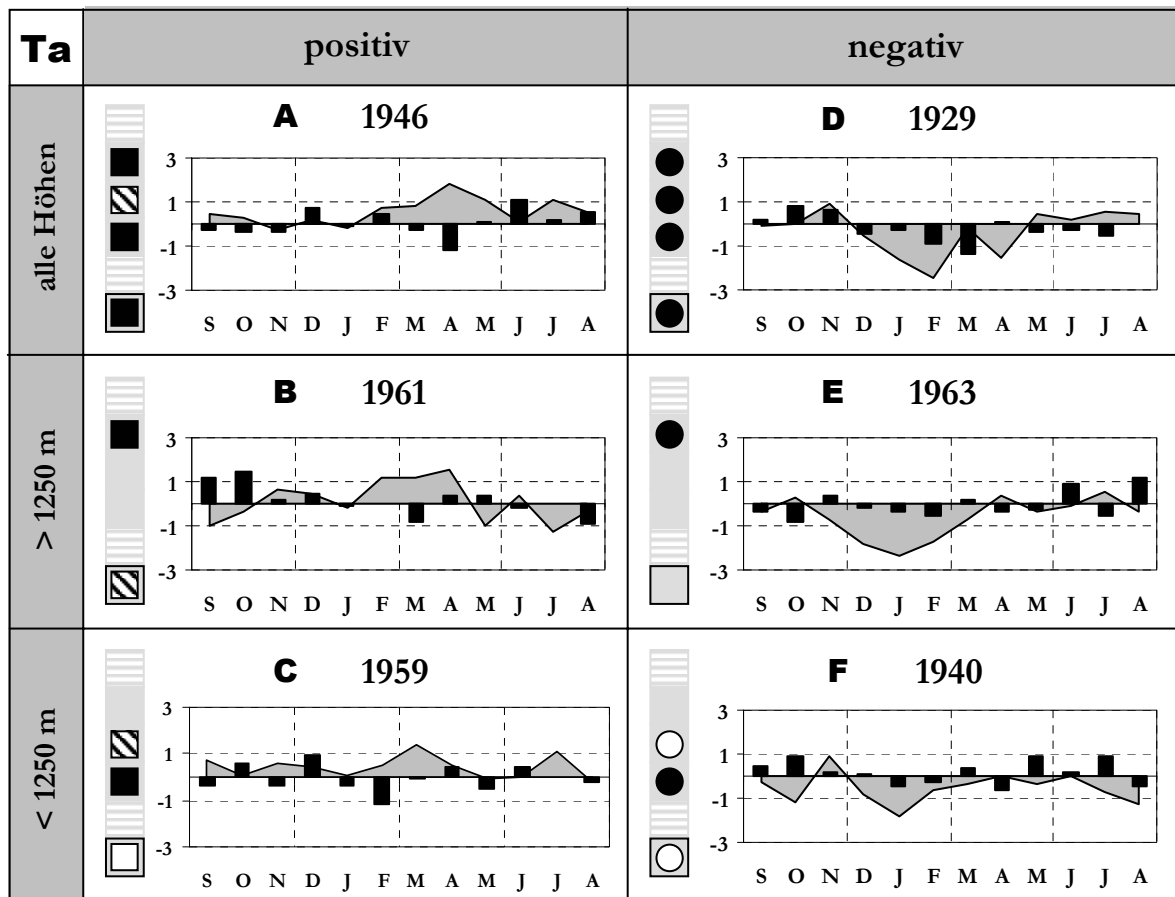 Ta
positiv
negativ
alle Höhen
A 1946
3
1
-1
-3
S O N D J F M A M J J A
D 1929
3
1
-1
-3
S O N D J F M A M J J A
> 1250 m
B 1961
3
1
-1
-3
S O N D J F M A M J J A
E 1963
3
1
-1
-3
S O N D J F M A M J J A
< 1250 m
C 1959
3
1
-1
-3
S O N D J F M A M J J A
F 1940
3
1
-1
-3
S O N D J F M A M J J A